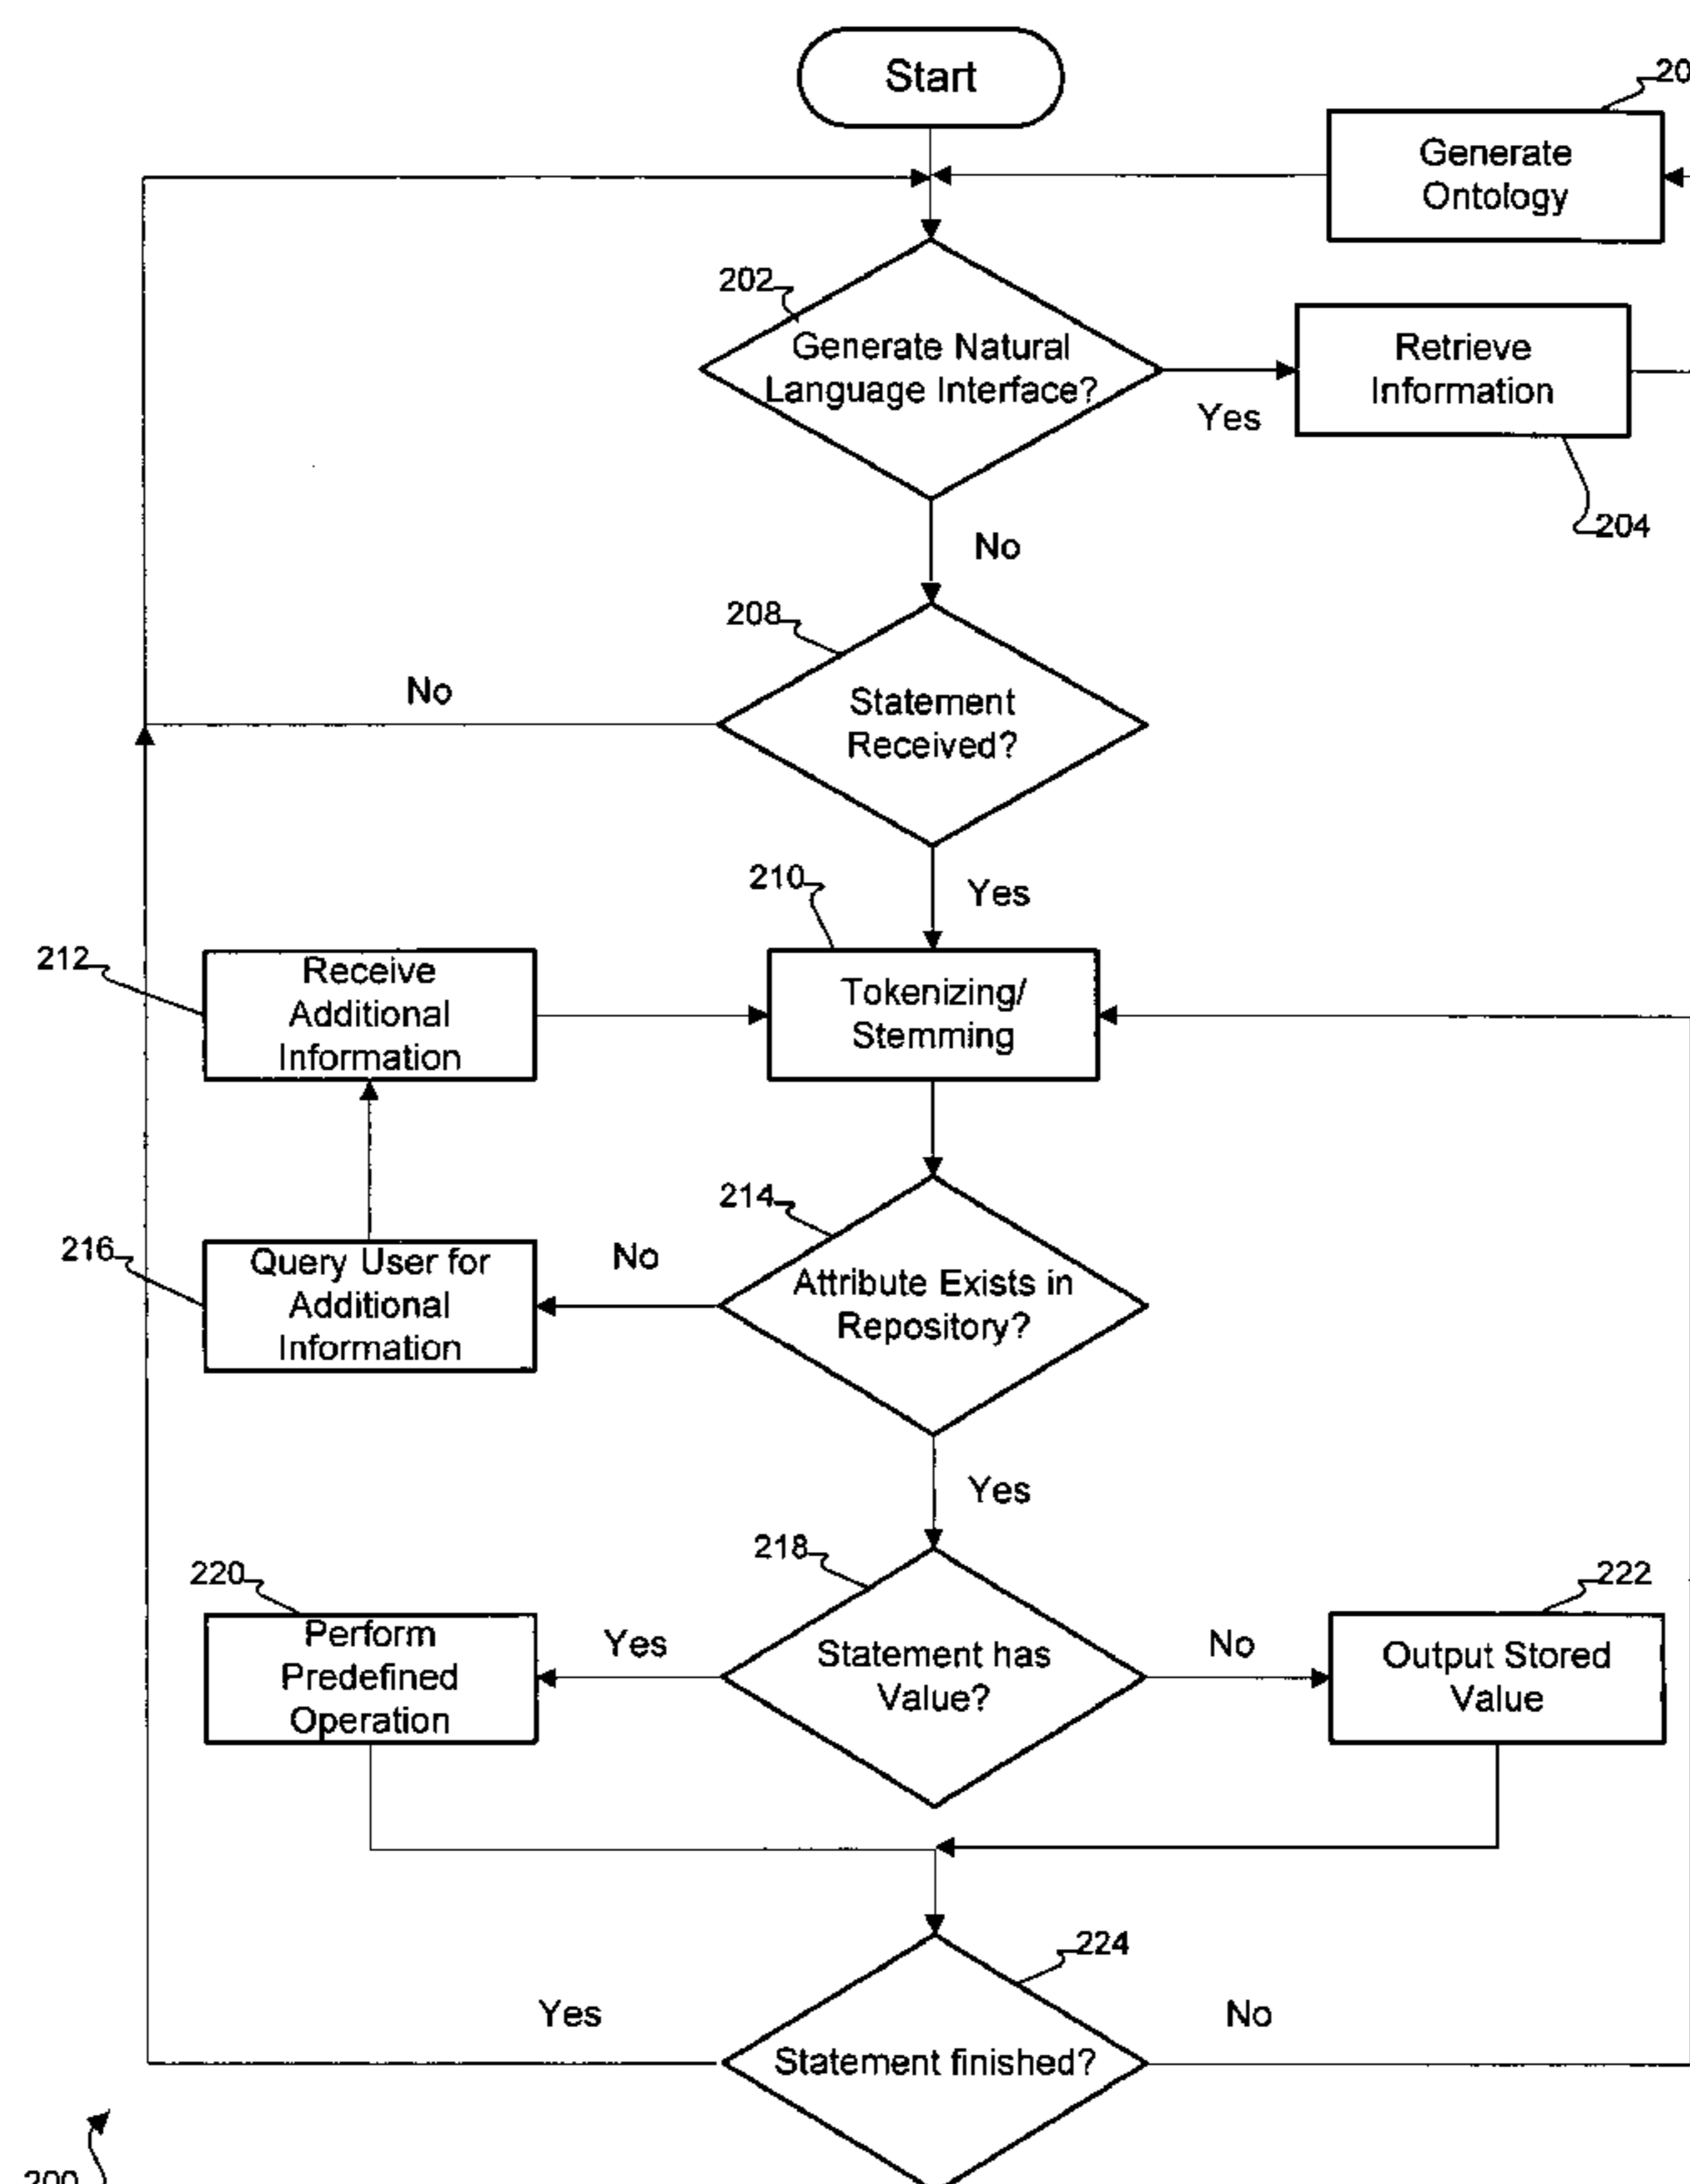 Start
20
Generate
Ontology
202
Generate Natural
Language Interface?
Yes
Retrieve
Information
204
No
208
Statement
Received?
No
Yes
210
Tokenizing/
Stemming
212
Receive
Additional
Information
214
Attribute Exists in
Repository?
No
216
Query User for
Additional
Information
Yes
218
Statement has
Value?
Yes
220
Perform
Predefined
Operation
No
222
Output Stored
Value
224
Statement finished?
Yes
No
200